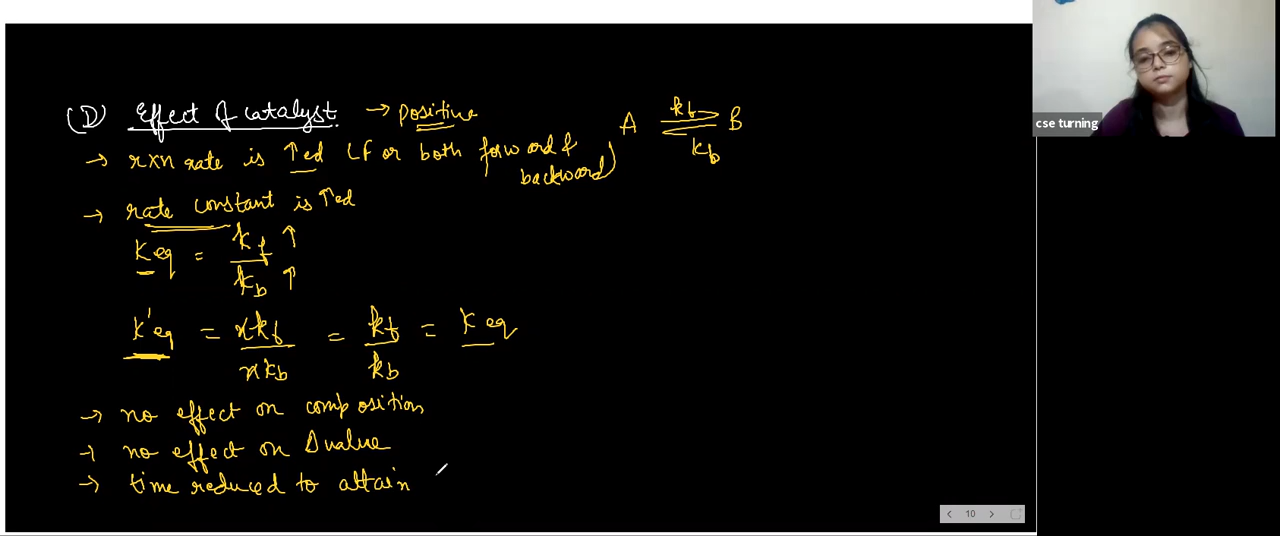 (D) Effect of catalyst → positive
→ rxn rate is ↑ed (For both forward & backward)
A ⇌ B
kf
kb
→ rate constant is ↑ed
Keq = kf ↑ / kb ↑
K'eq = xkf / xkb = kf / kb = Keq
→ no effect on composition
→ no effect on Δ value
→ time reduced to attain
cse turning
10